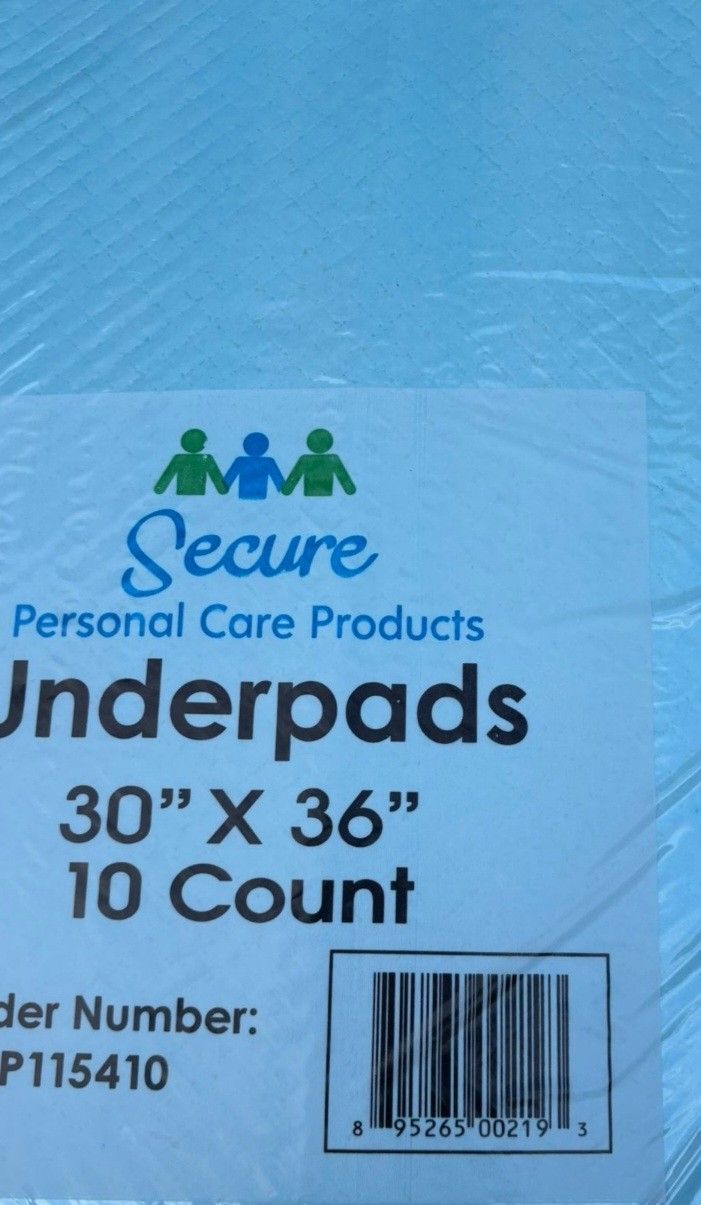 Secure
Personal Care Products
Underpads
30” X 36”
10 Count
der Number:
P115410
8 95265 00219 3